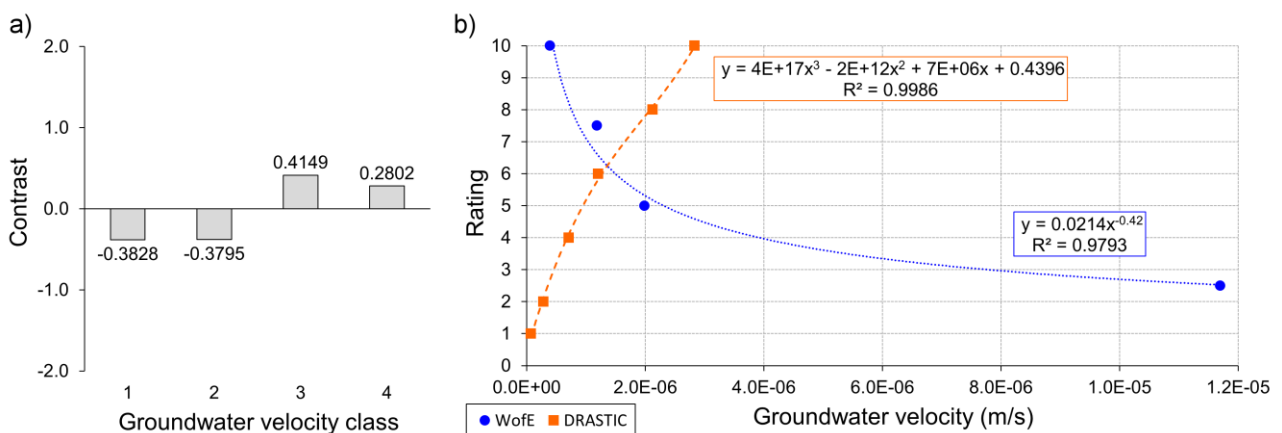 a)
2.0
1.0
0.0
-1.0
-2.0
Contrast
-0.3828
-0.3795
0.4149
0.2802
1 2 3 4
Groundwater velocity class
b)
10
9
8
7
6
5
4
3
2
1
0
Rating
y = 4E+17x³ - 2E+12x² + 7E+06x + 0.4396
R² = 0.9986
y = 0.0214x⁻⁰·⁴²
R² = 0.9793
0.0E+00 2.0E-06 4.0E-06 6.0E-06 8.0E-06 1.0E-05 1.2E-05
WofE DRASTIC
Groundwater velocity (m/s)